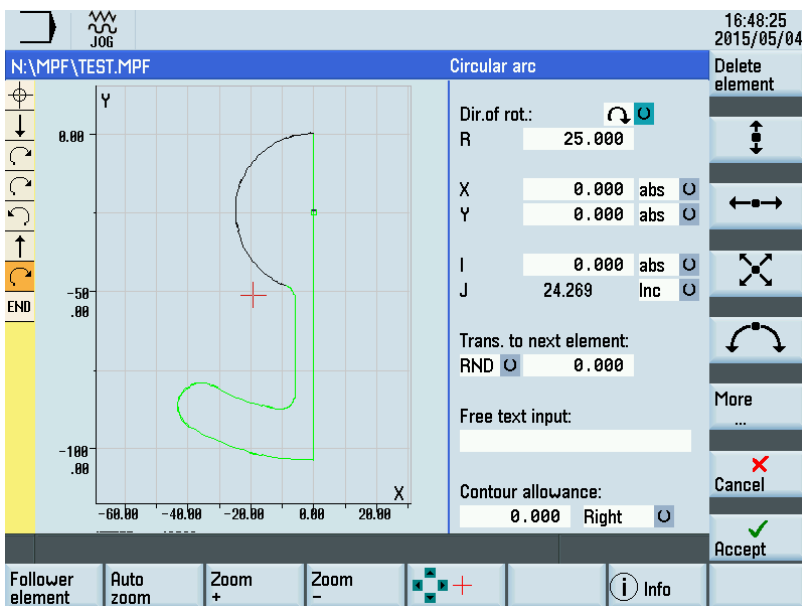 JOG
16:48:25
2015/05/04
N:\MPF\TEST.MPF
Circular arc
Delete
element
Y
0.00
-50
.00
-100
.00
X
-60.00 -40.00 -20.00 0.00 20.00
END
Dir.of rot.:
R 25.000
X 0.000 abs
Y 0.000 abs
I 0.000 abs
J 24.269 Inc
Trans. to next element:
RND 0.000
Free text input:
Contour allowance:
0.000 Right
More
...
Cancel
Accept
Follower
element
Auto
zoom
Zoom
+
Zoom
-
i Info